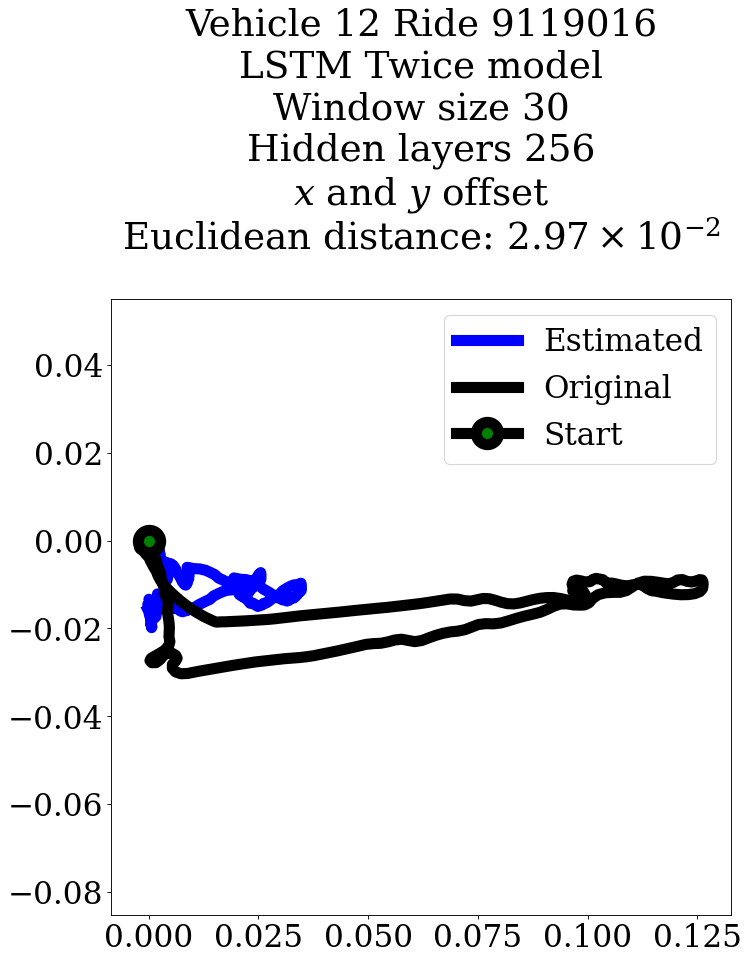 Vehicle 12 Ride 9119016
LSTM Twice model
Window size 30
Hidden layers 256
x and y offset
Euclidean distance: 2.97 × 10⁻²
Estimated
Original
Start
0.04
0.02
0.00
−0.02
−0.04
−0.06
−0.08
0.000 0.025 0.050 0.075 0.100 0.125